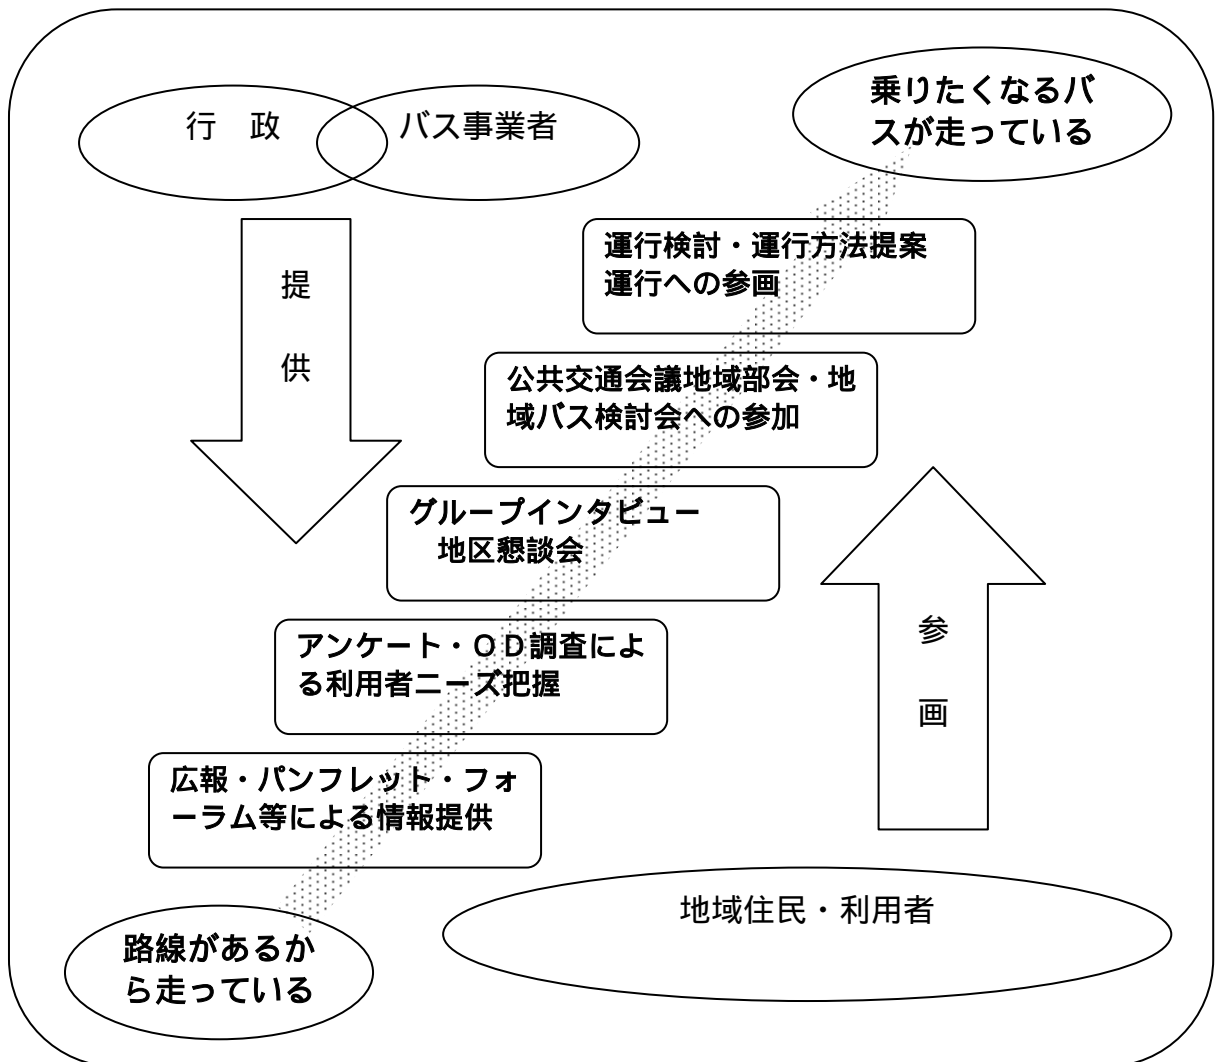 行　政
バス事業者
乗りたくなるバ
スが走っている
提
供
運行検討・運行方法提案
運行への参画
公共交通会議地域部会・地
域バス検討会への参加
グループインタビュー
地区懇談会
アンケート・ＯＤ調査によ
る利用者ニーズ把握
参
画
広報・パンフレット・フォ
ーラム等による情報提供
地域住民・利用者
路線があるか
ら走っている